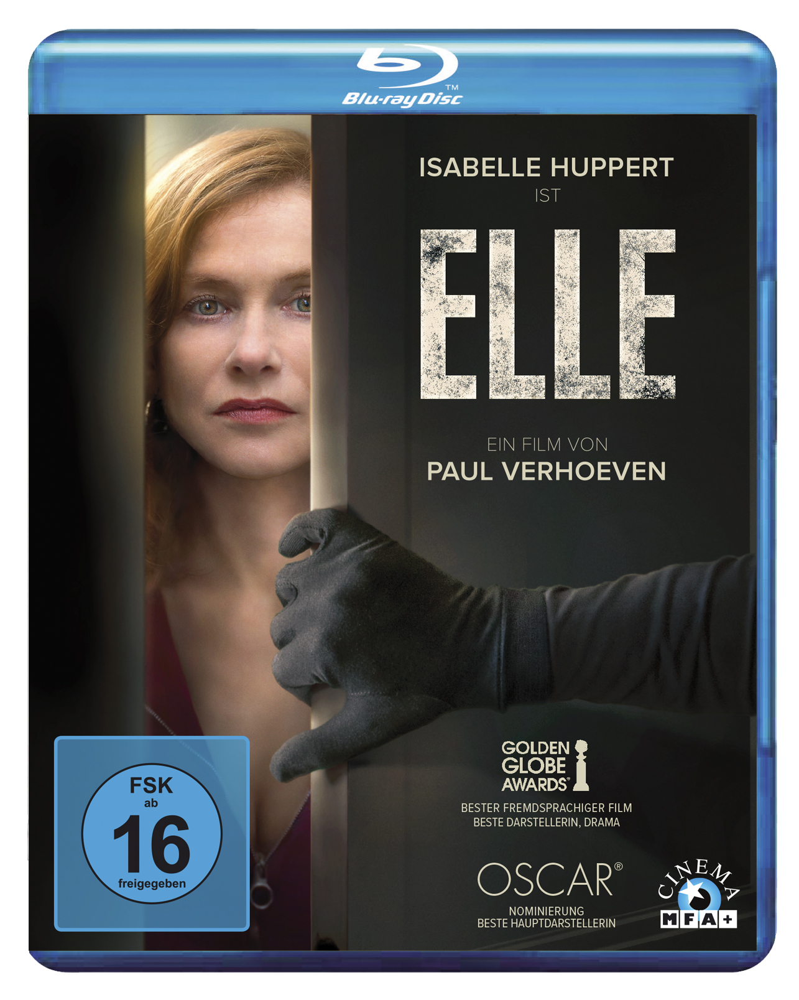 Blu-ray Disc™
ISABELLE HUPPERT
IST
ELLE
EIN FILM VON
PAUL VERHOEVEN
GOLDEN
GLOBE
AWARDS®
BESTER FREMDSPRACHIGER FILM
BESTE DARSTELLERIN, DRAMA
OSCAR®
NOMINIERUNG
BESTE HAUPTDARSTELLERIN
CINEMA
MFA+
FSK
ab
16
freigegeben